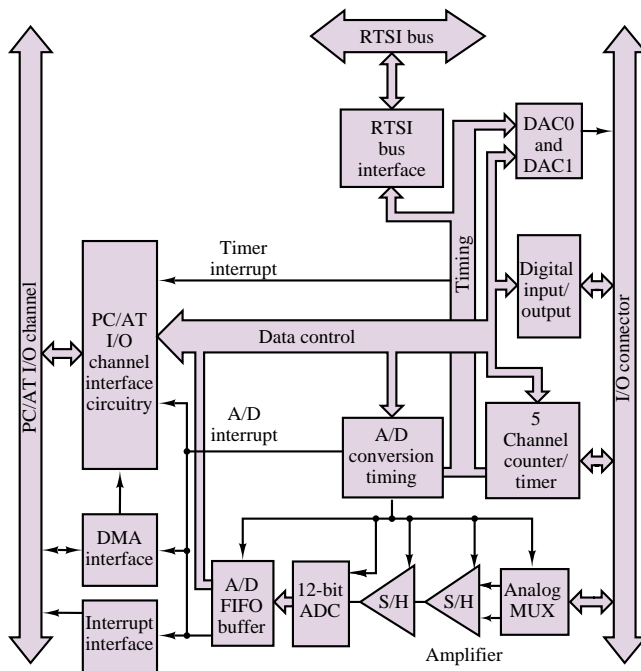 RTSI bus
RTSI
bus
interface
DAC0
and
DAC1
Timer
interrupt
Timing
Digital
input/
output
PC/AT I/O channel
PC/AT
I/O
channel
interface
circuitry
Data control
I/O connector
A/D
interrupt
A/D
conversion
timing
5
Channel
counter/
timer
DMA
interface
A/D
FIFO
buffer
12-bit
ADC
S/H
S/H
Analog
MUX
Interrupt
interface
Amplifier